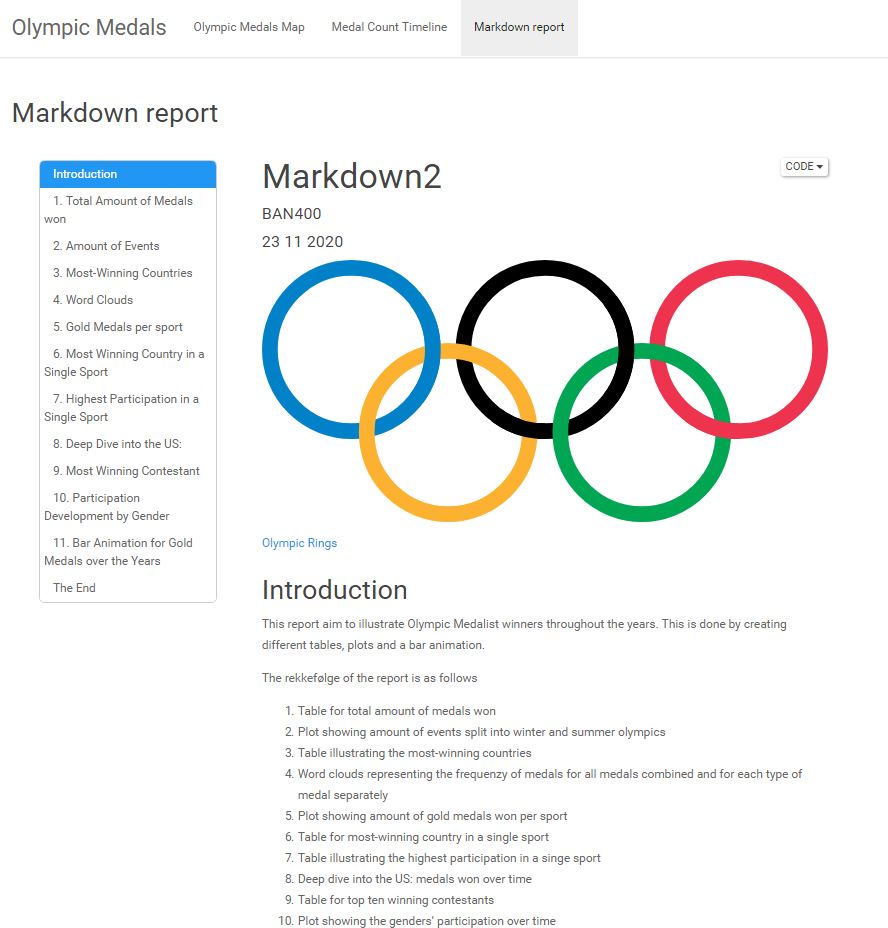 Olympic Medals Olympic Medals Map Medal Count Timeline Markdown report
Markdown report
Introduction
1. Total Amount of Medals
won
2. Amount of Events
3. Most-Winning Countries
4. Word Clouds
5. Gold Medals per sport
6. Most Winning Country in a
Single Sport
7. Highest Participation in a
Single Sport
8. Deep Dive into the US:
9. Most Winning Contestant
10. Participation
Development by Gender
11. Bar Animation for Gold
Medals over the Years
The End
Markdown2
CODE
BAN400
23 11 2020
Olympic Rings
Introduction
This report aim to illustrate Olympic Medalist winners throughout the years. This is done by creating
different tables, plots and a bar animation.
The rekkefølge of the report is as follows
1. Table for total amount of medals won
2. Plot showing amount of events split into winter and summer olympics
3. Table illustrating the most-winning countries
4. Word clouds representing the frequenzy of medals for all medals combined and for each type of
medal separately
5. Plot showing amount of gold medals won per sport
6. Table for most-winning country in a single sport
7. Table illustrating the highest participation in a singe sport
8. Deep dive into the US: medals won over time
9. Table for top ten winning contestants
10. Plot showing the genders' participation over time